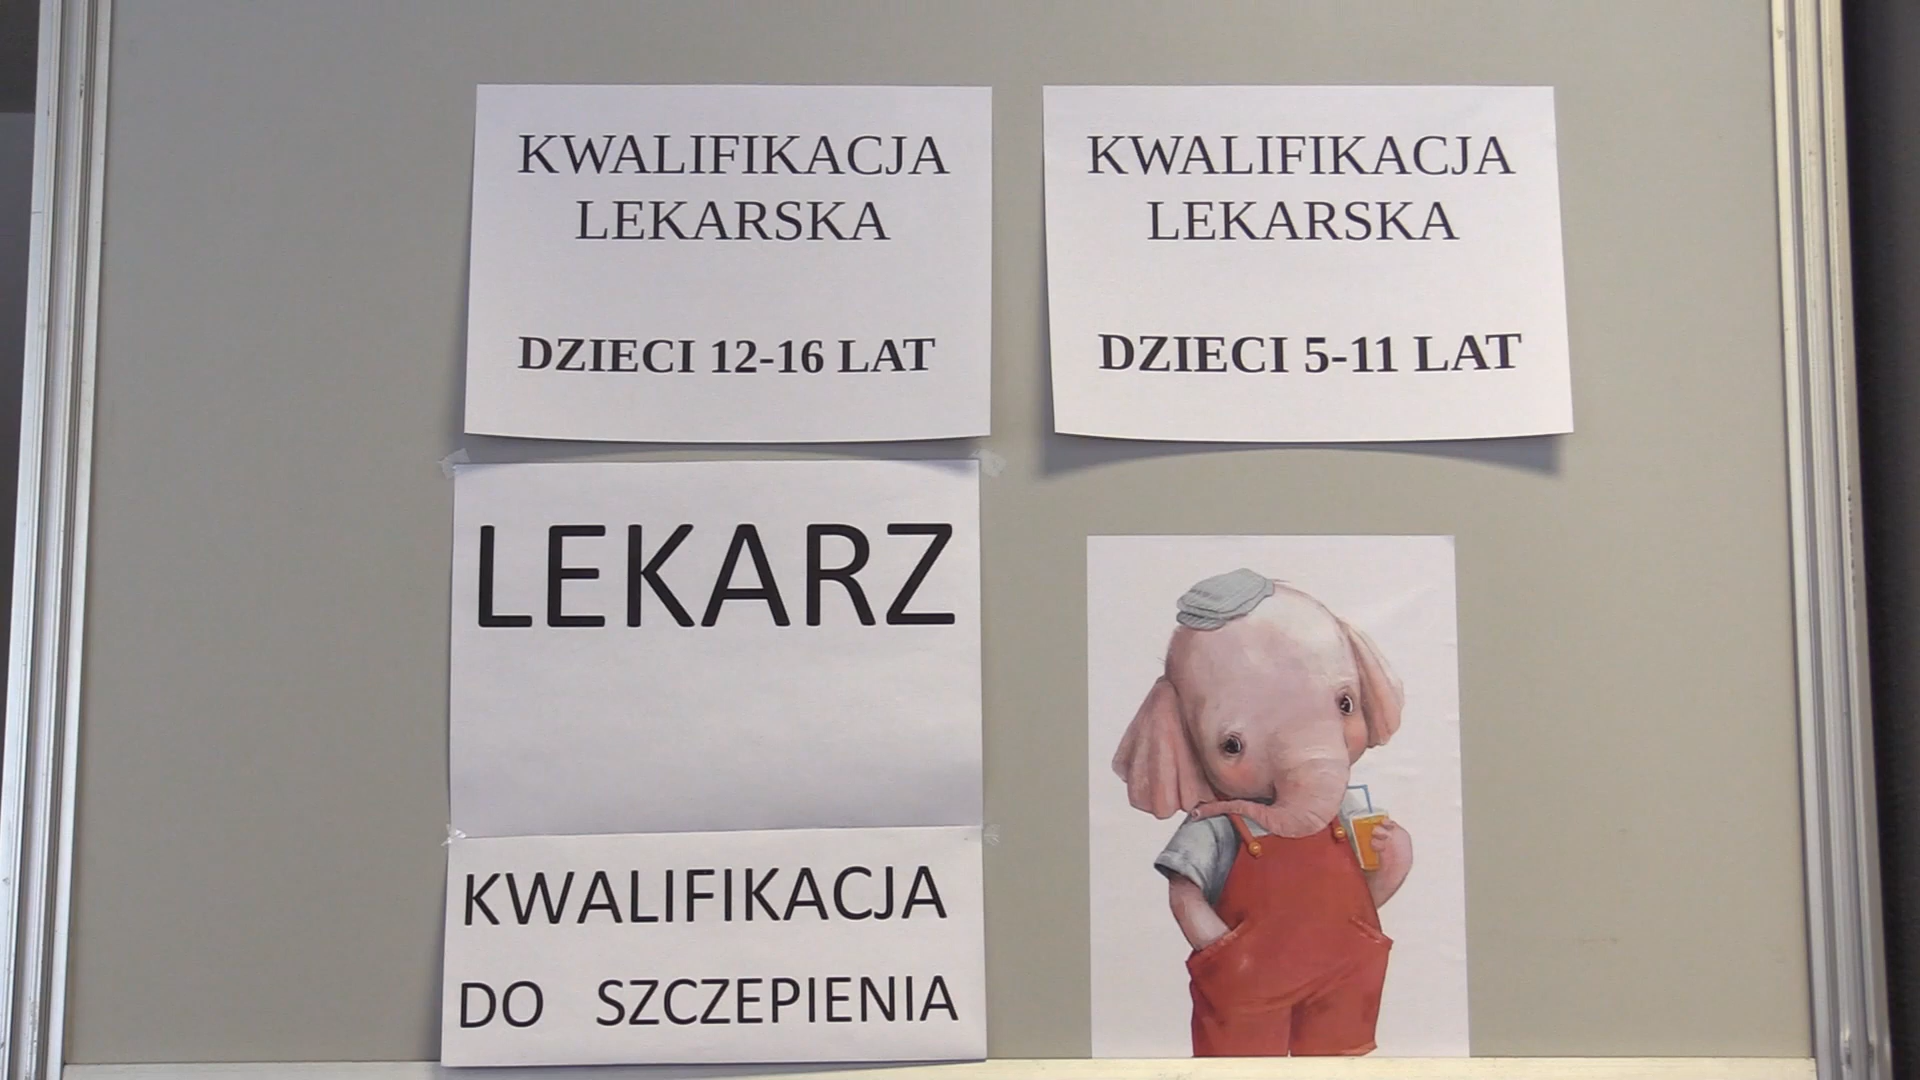 KWALIFIKACJA
LEKARSKA
DZIECI 12-16 LAT
KWALIFIKACJA
LEKARSKA
DZIECI 5-11 LAT
LEKARZ
KWALIFIKACJA
DO SZCZEPIENIA